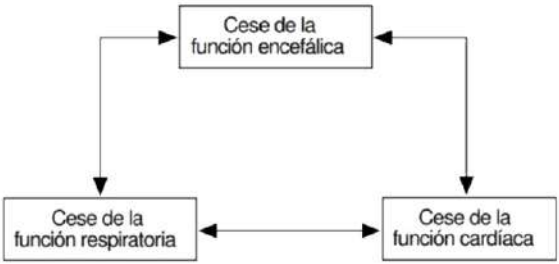 Cese de la
función encefálica
Cese de la
función respiratoria
Cese de la
función cardíaca